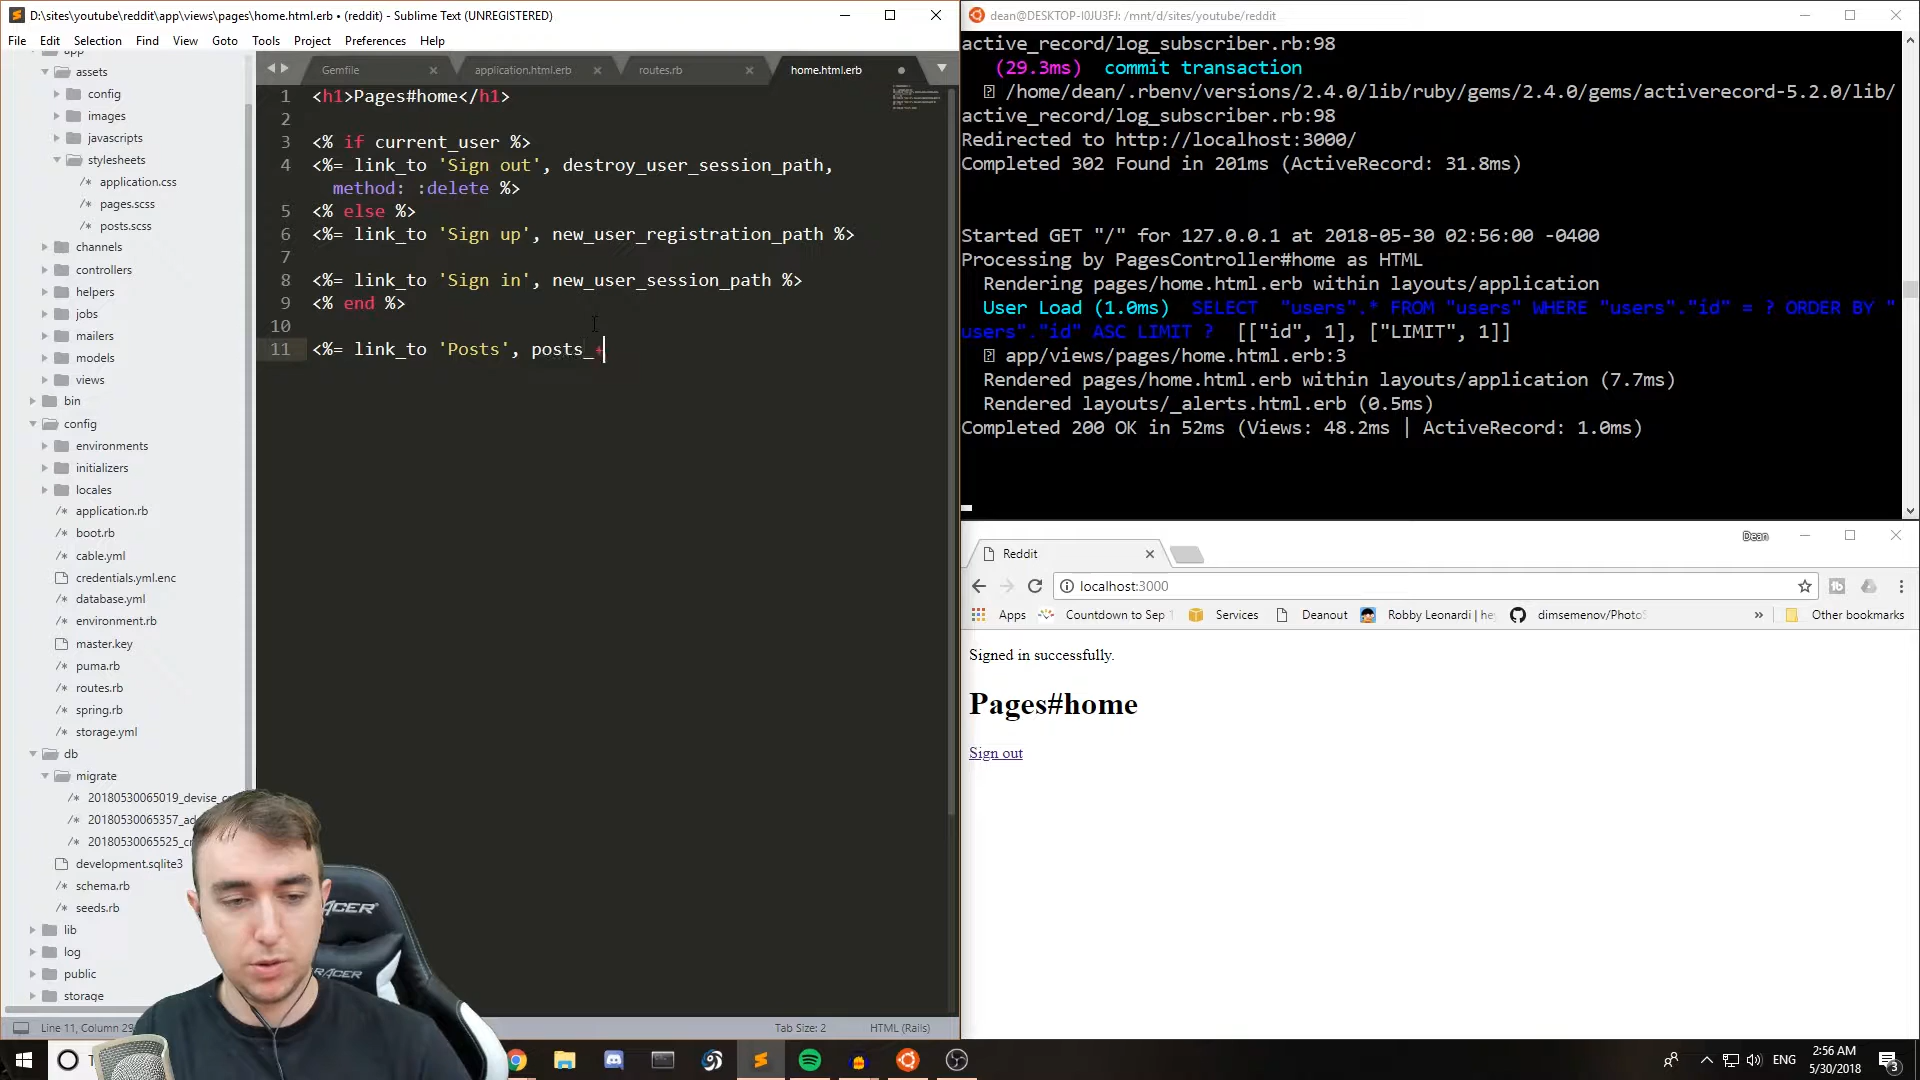 D:\sites\youtube\reddit\app\views\pages\home.html.erb • (reddit) - Sublime Text (UNREGISTERED)
File Edit Selection Find View Goto Tools Project Preferences Help
app
assets
config
images
javascripts
stylesheets
application.css
pages.scss
posts.scss
channels
controllers
helpers
jobs
mailers
models
views
bin
config
environments
initializers
locales
application.rb
boot.rb
cable.yml
credentials.yml.enc
database.yml
environment.rb
master.key
puma.rb
routes.rb
spring.rb
storage.yml
db
migrate
20180530065019_devise_c
20180530065357_ad
20180530065525_c
development.sqlite3
schema.rb
seeds.rb
lib
log
public
storage
Gemfile application.html.erb routes.rb home.html.erb
1 <h1>Pages#home</h1>
2
3 <% if current_user %>
4 <%= link_to 'Sign out', destroy_user_session_path,
method: :delete %>
5 <% else %>
6 <%= link_to 'Sign up', new_user_registration_path %>
7
8 <%= link_to 'Sign in', new_user_session_path %>
9 <% end %>
10
11 <%= link_to 'Posts', posts_
Line 11, Column 29
Tab Size: 2 HTML (Rails)
dean@DESKTOP-I0JU3FJ: /mnt/d/sites/youtube/reddit
active_record/log_subscriber.rb:98
(29.3ms) commit transaction
/home/dean/.rbenv/versions/2.4.0/lib/ruby/gems/2.4.0/gems/activerecord-5.2.0/lib/
active_record/log_subscriber.rb:98
Redirected to http://localhost:3000/
Completed 302 Found in 201ms (ActiveRecord: 31.8ms)
Started GET "/" for 127.0.0.1 at 2018-05-30 02:56:00 -0400
Processing by PagesController#home as HTML
Rendering pages/home.html.erb within layouts/application
User Load (1.0ms) SELECT "users".* FROM "users" WHERE "users"."id" = ? ORDER BY "
users"."id" ASC LIMIT ? [["id", 1], ["LIMIT", 1]]
app/views/pages/home.html.erb:3
Rendered pages/home.html.erb within layouts/application (7.7ms)
Rendered layouts/_alerts.html.erb (0.5ms)
Completed 200 OK in 52ms (Views: 48.2ms | ActiveRecord: 1.0ms)
Dean
Reddit
localhost:3000
Apps Countdown to Sep Services Deanout Robby Leonardi | he dimsemenov/Photo » Other bookmarks
Signed in successfully.
Pages#home
Sign out
RACER
RACER
ENG
2:56 AM
5/30/2018
3